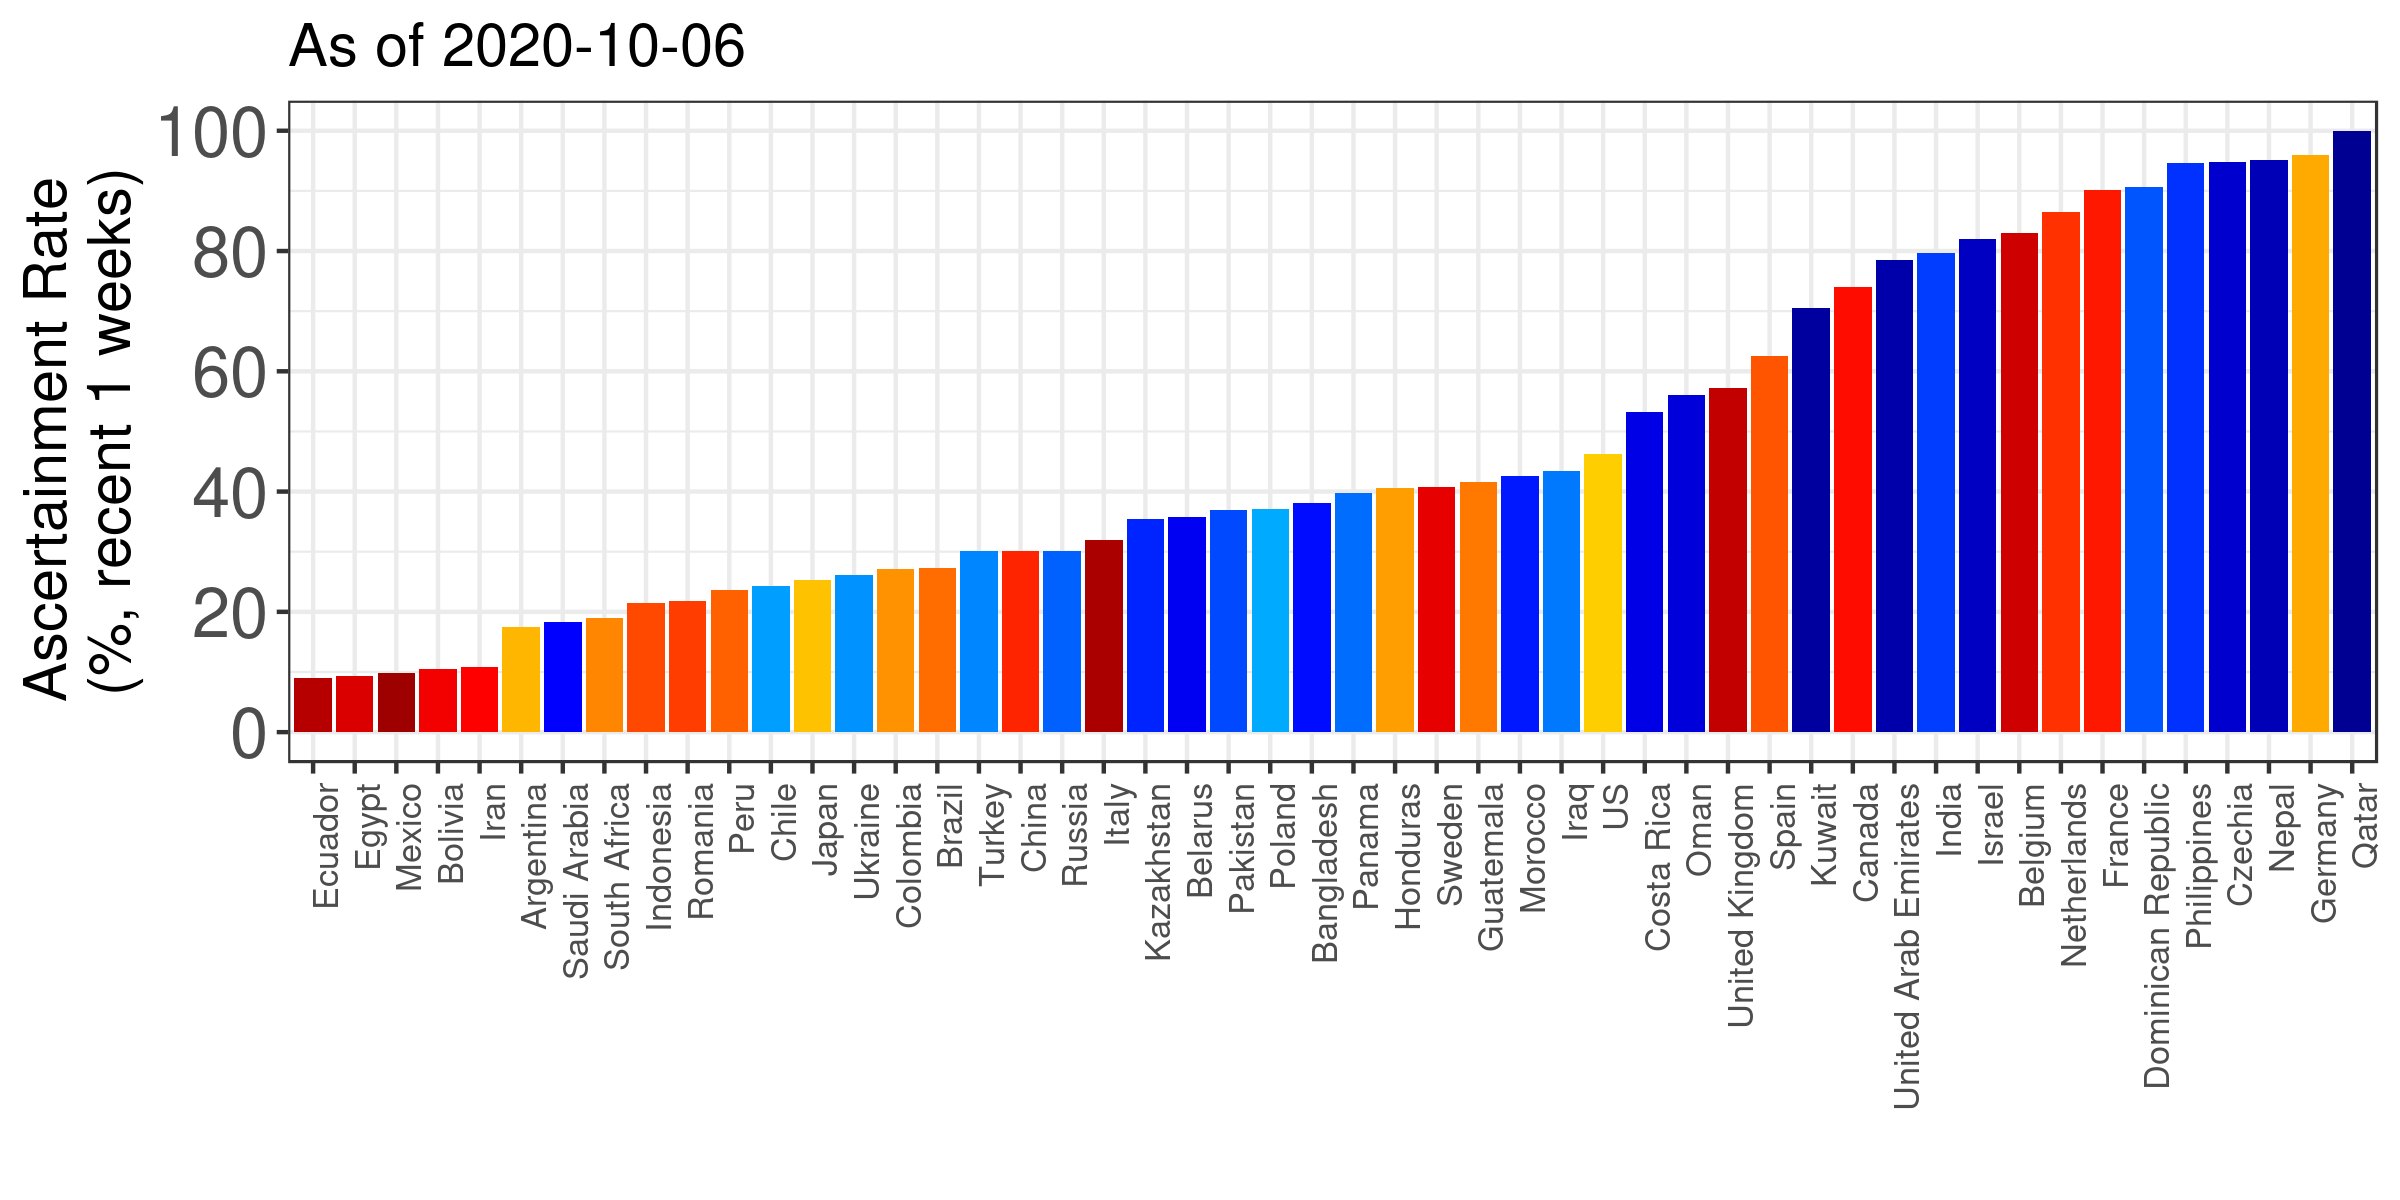 As of 2020-10-06
Ascertainment Rate
(%, recent 1 weeks)
100
80
60
40
20
0
Ecuador
Egypt
Mexico
Bolivia
Iran
Argentina
Saudi Arabia
South Africa
Indonesia
Romania
Peru
Chile
Japan
Ukraine
Colombia
Brazil
Turkey
China
Russia
Italy
Kazakhstan
Belarus
Pakistan
Poland
Bangladesh
Panama
Honduras
Sweden
Guatemala
Morocco
Iraq
US
Costa Rica
Oman
United Kingdom
Spain
Kuwait
Canada
United Arab Emirates
India
Israel
Belgium
Netherlands
France
Dominican Republic
Philippines
Czechia
Nepal
Germany
Qatar